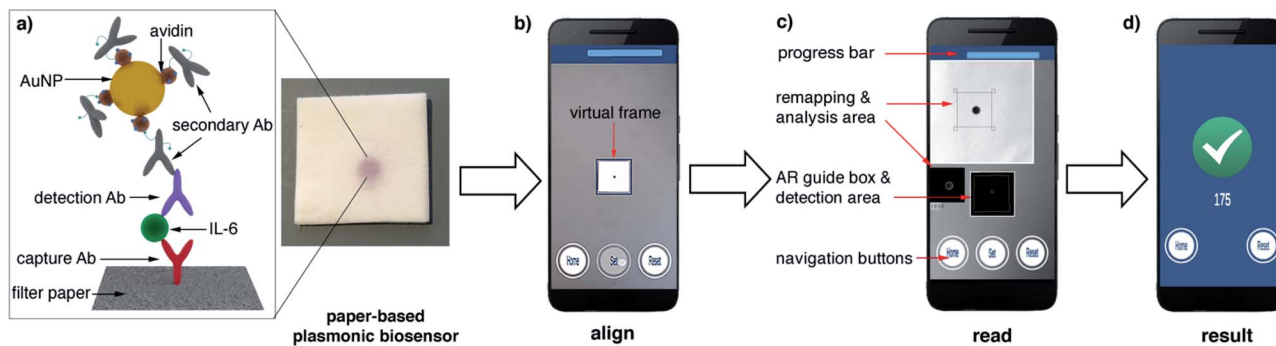 a)
avidin
AuNP
secondary Ab
detection Ab
IL-6
capture Ab
filter paper
paper-based
plasmonic biosensor
b)
virtual frame
Home
Set
Reset
align
c)
progress bar
remapping &
analysis area
AR guide box &
detection area
navigation buttons
Home
Set
Reset
read
d)
175
Home
Reset
result